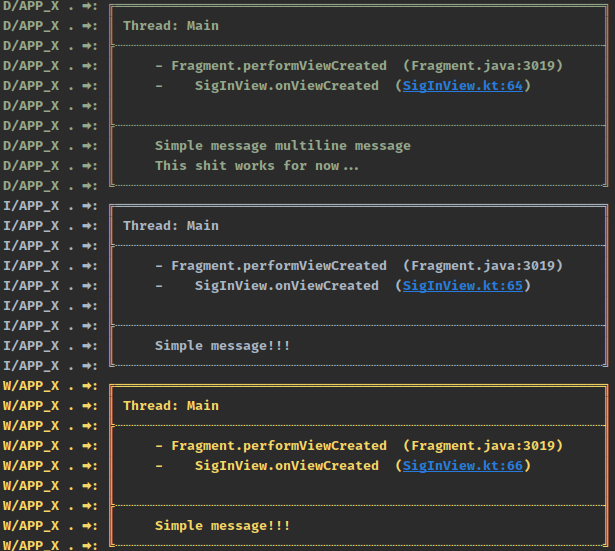 D/APP_X . ➡:
D/APP_X . ➡: Thread: Main
D/APP_X . ➡:
D/APP_X . ➡: - Fragment.performViewCreated (Fragment.java:3019)
D/APP_X . ➡: - SigInView.onViewCreated (SigInView.kt:64)
D/APP_X . ➡:
D/APP_X . ➡:
D/APP_X . ➡: Simple message multiline message
D/APP_X . ➡: This shit works for now...
D/APP_X . ➡:
I/APP_X . ➡:
I/APP_X . ➡: Thread: Main
I/APP_X . ➡:
I/APP_X . ➡: - Fragment.performViewCreated (Fragment.java:3019)
I/APP_X . ➡: - SigInView.onViewCreated (SigInView.kt:65)
I/APP_X . ➡:
I/APP_X . ➡:
I/APP_X . ➡: Simple message!!!
I/APP_X . ➡:
W/APP_X . ➡:
W/APP_X . ➡: Thread: Main
W/APP_X . ➡:
W/APP_X . ➡: - Fragment.performViewCreated (Fragment.java:3019)
W/APP_X . ➡: - SigInView.onViewCreated (SigInView.kt:66)
W/APP_X . ➡:
W/APP_X . ➡:
W/APP_X . ➡: Simple message!!!
W/APP_X . ➡: